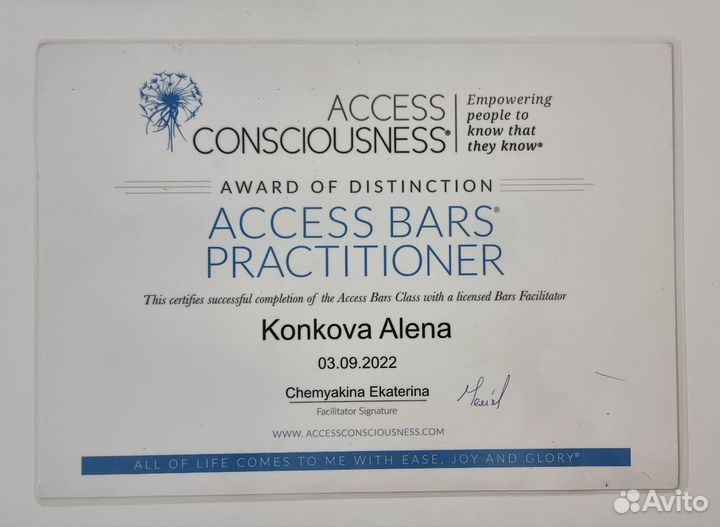 ACCESS
CONSCIOUSNESS®
Empowering
people to
know that
they know®
AWARD OF DISTINCTION
ACCESS BARS®
PRACTITIONER
This certifies successful completion of the Access Bars Class with a licensed Bars Facilitator
Konkova Alena
03.09.2022
Chemyakina Ekaterina
Facilitator Signature
WWW. ACCESSCONSCIOUSNESS.COM
ALL OF LIFE COMES TO ME WITH EASE, JOY AND GLORY®
Avito